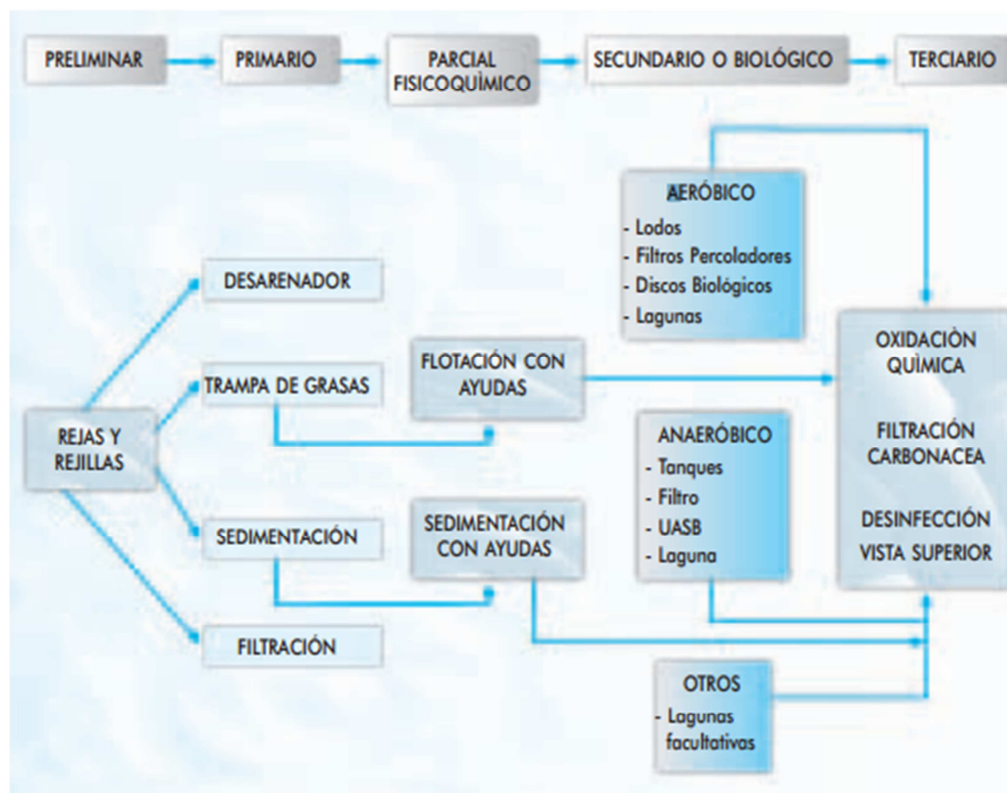 PRELIMINAR
PRIMARIO
PARCIAL
FISICOQUÌMICO
SECUNDARIO O BIOLÓGICO
TERCIARIO
AERÓBICO
- Lodos
- Filtros Percoladores
- Discos Biológicos
- Lagunas
DESARENADOR
TRAMPA DE GRASAS
FLOTACIÓN CON
AYUDAS
OXIDACIÒN
QUÌMICA
FILTRACIÓN
CARBONACEA
DESINFECCIÓN
VISTA SUPERIOR
REJAS Y
REJILLAS
ANAERÓBICO
- Tanques
- Filtro
- UASB
- Laguna
SEDIMENTACIÓN
SEDIMENTACIÓN
CON AYUDAS
FILTRACIÓN
OTROS
- Lagunas
facultativas